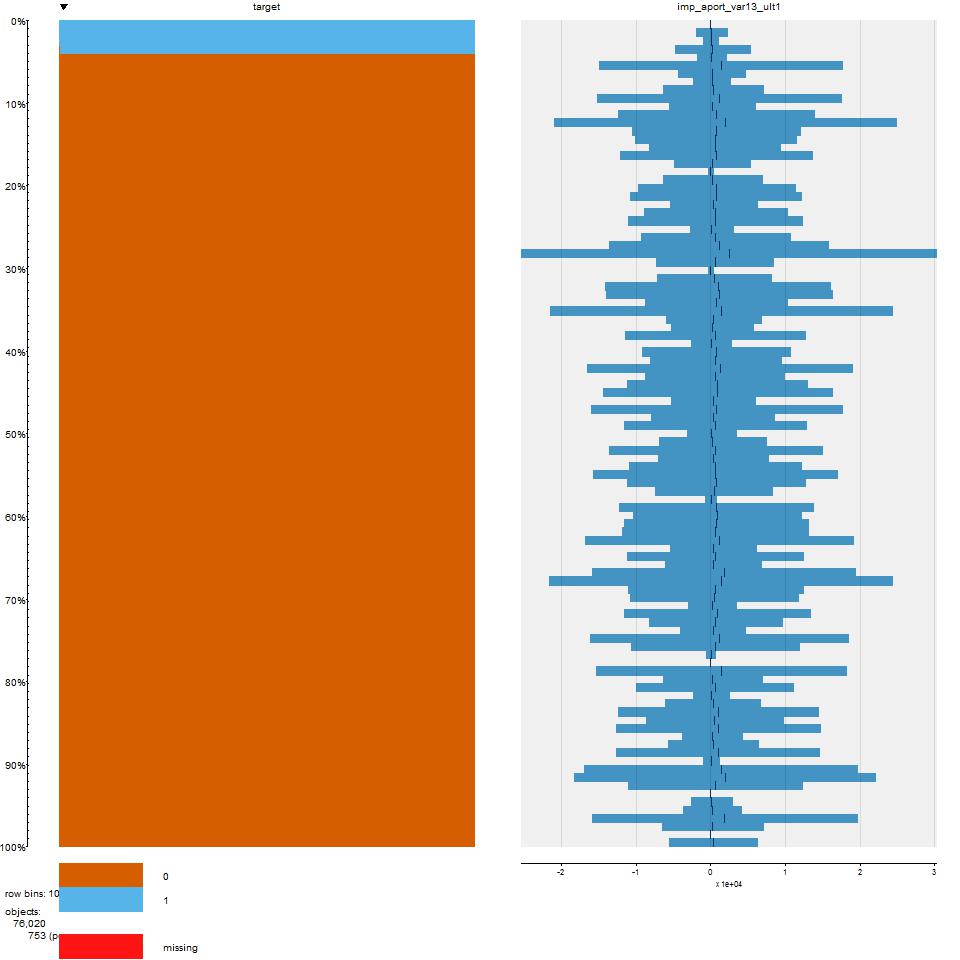 target
imp_aport_var13_ult1
0%
10%
20%
30%
40%
50%
60%
70%
80%
90%
100%
-2 -1 0 1 2 3
x 1e+04
0
row bins: 10
1
objects:
76,020
753 (p
missing